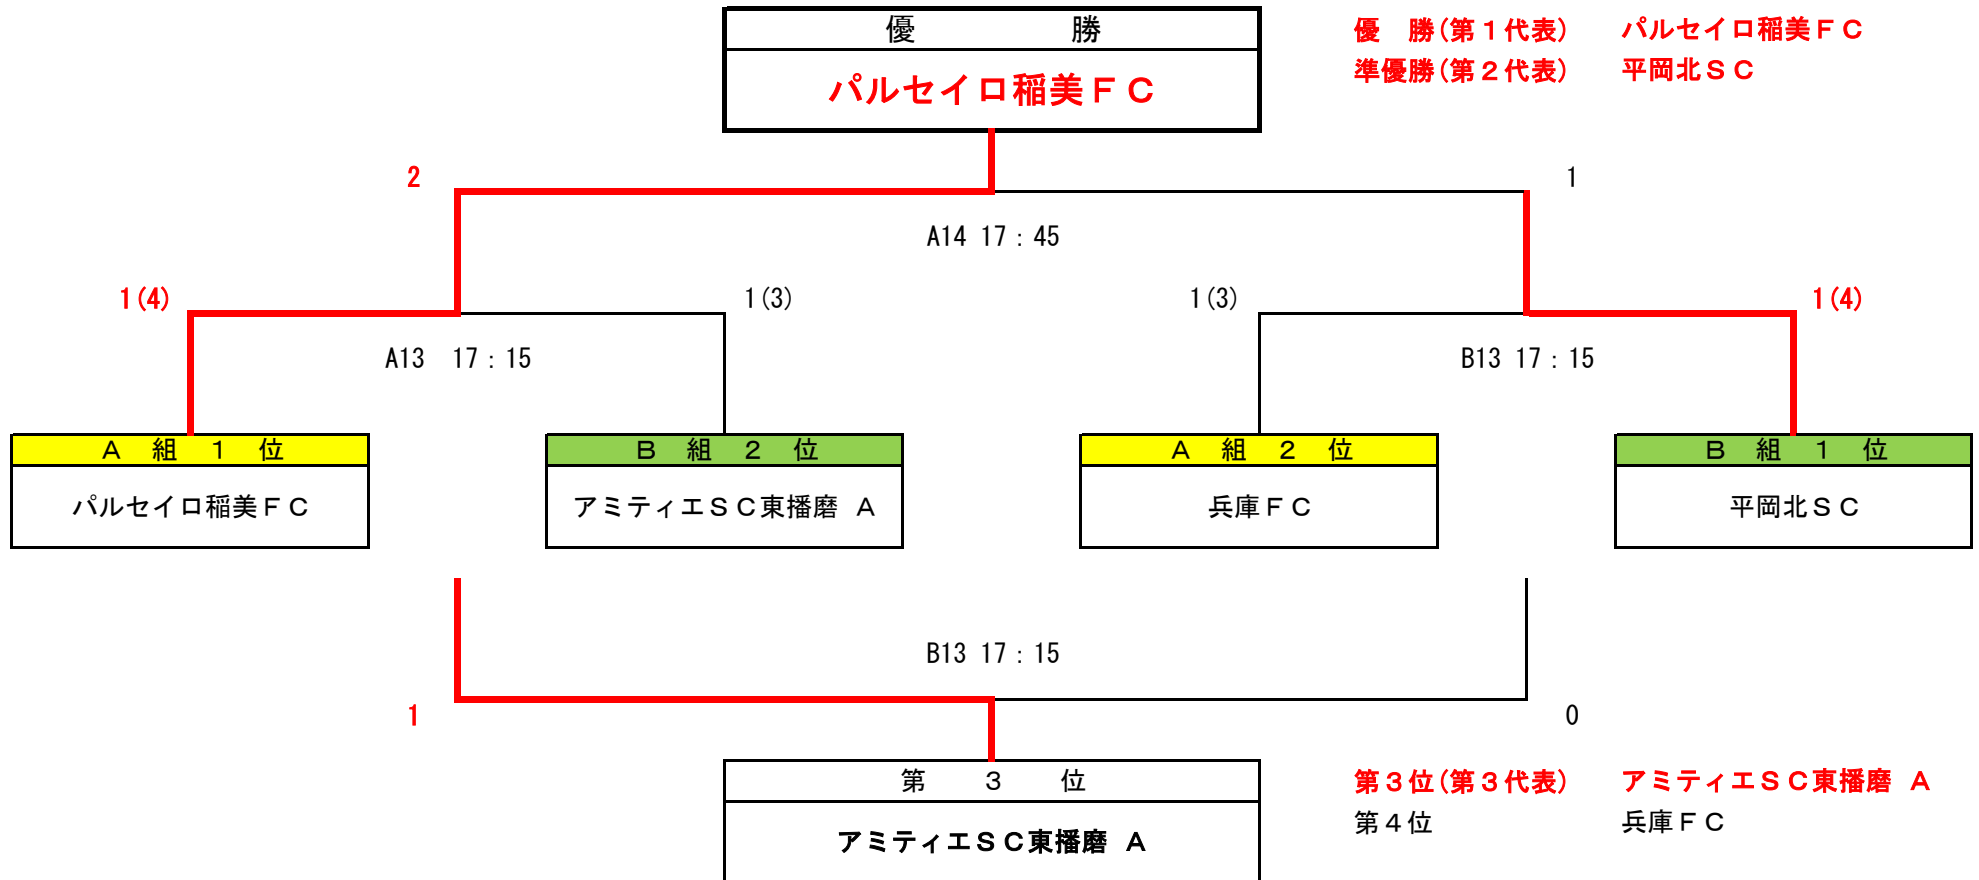 優　　　　　勝
パルセイロ稲美ＦＣ
優　勝(第１代表)　　パルセイロ稲美ＦＣ
準優勝(第２代表)　　平岡北ＳＣ
2
1
A14 17：45
1(4)
1(3)
1(3)
1(4)
A13　17：15
B13 17：15
Ａ　組　１　位
Ｂ　組　２　位
Ａ　組　２　位
Ｂ　組　１　位
パルセイロ稲美ＦＣ
アミティエＳＣ東播磨 Ａ
兵庫ＦＣ
平岡北ＳＣ
B13 17：15
1
0
第　　３　　位
アミティエＳＣ東播磨 Ａ
第３位(第３代表)　　アミティエＳＣ東播磨 Ａ
第４位　　兵庫ＦＣ